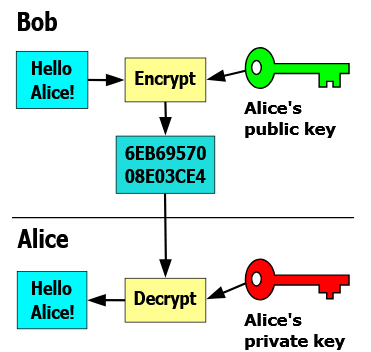 Bob
Hello
Alice!
Encrypt
Alice's
public key
6EB69570
08E03CE4
Alice
Hello
Alice!
Decrypt
Alice's
private key